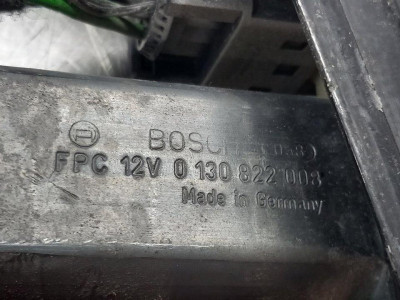 BOSCH
FPC 12V 0 130 822 008
Made in Germany